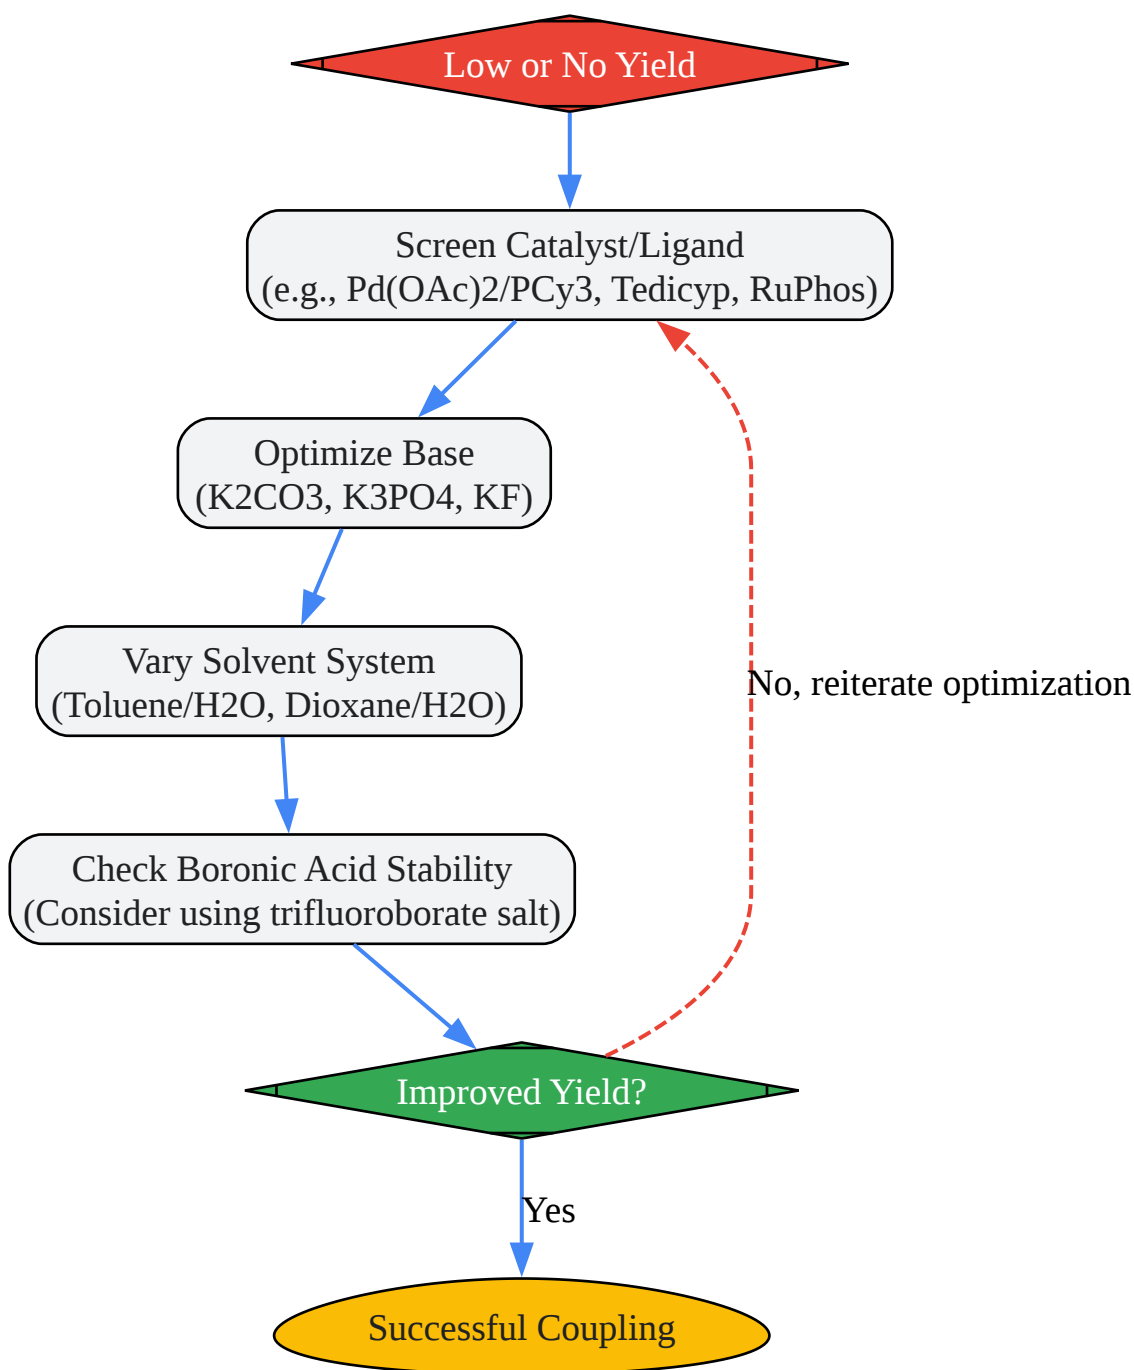 Low or No Yield
Screen Catalyst/Ligand
(e.g., Pd(OAc)2/PCy3, Tedicyp, RuPhos)
Optimize Base
(K2CO3, K3PO4, KF)
Vary Solvent System
(Toluene/H2O, Dioxane/H2O)
No, reiterate optimization
Check Boronic Acid Stability
(Consider using trifluoroborate salt)
Improved Yield?
Yes
Successful Coupling